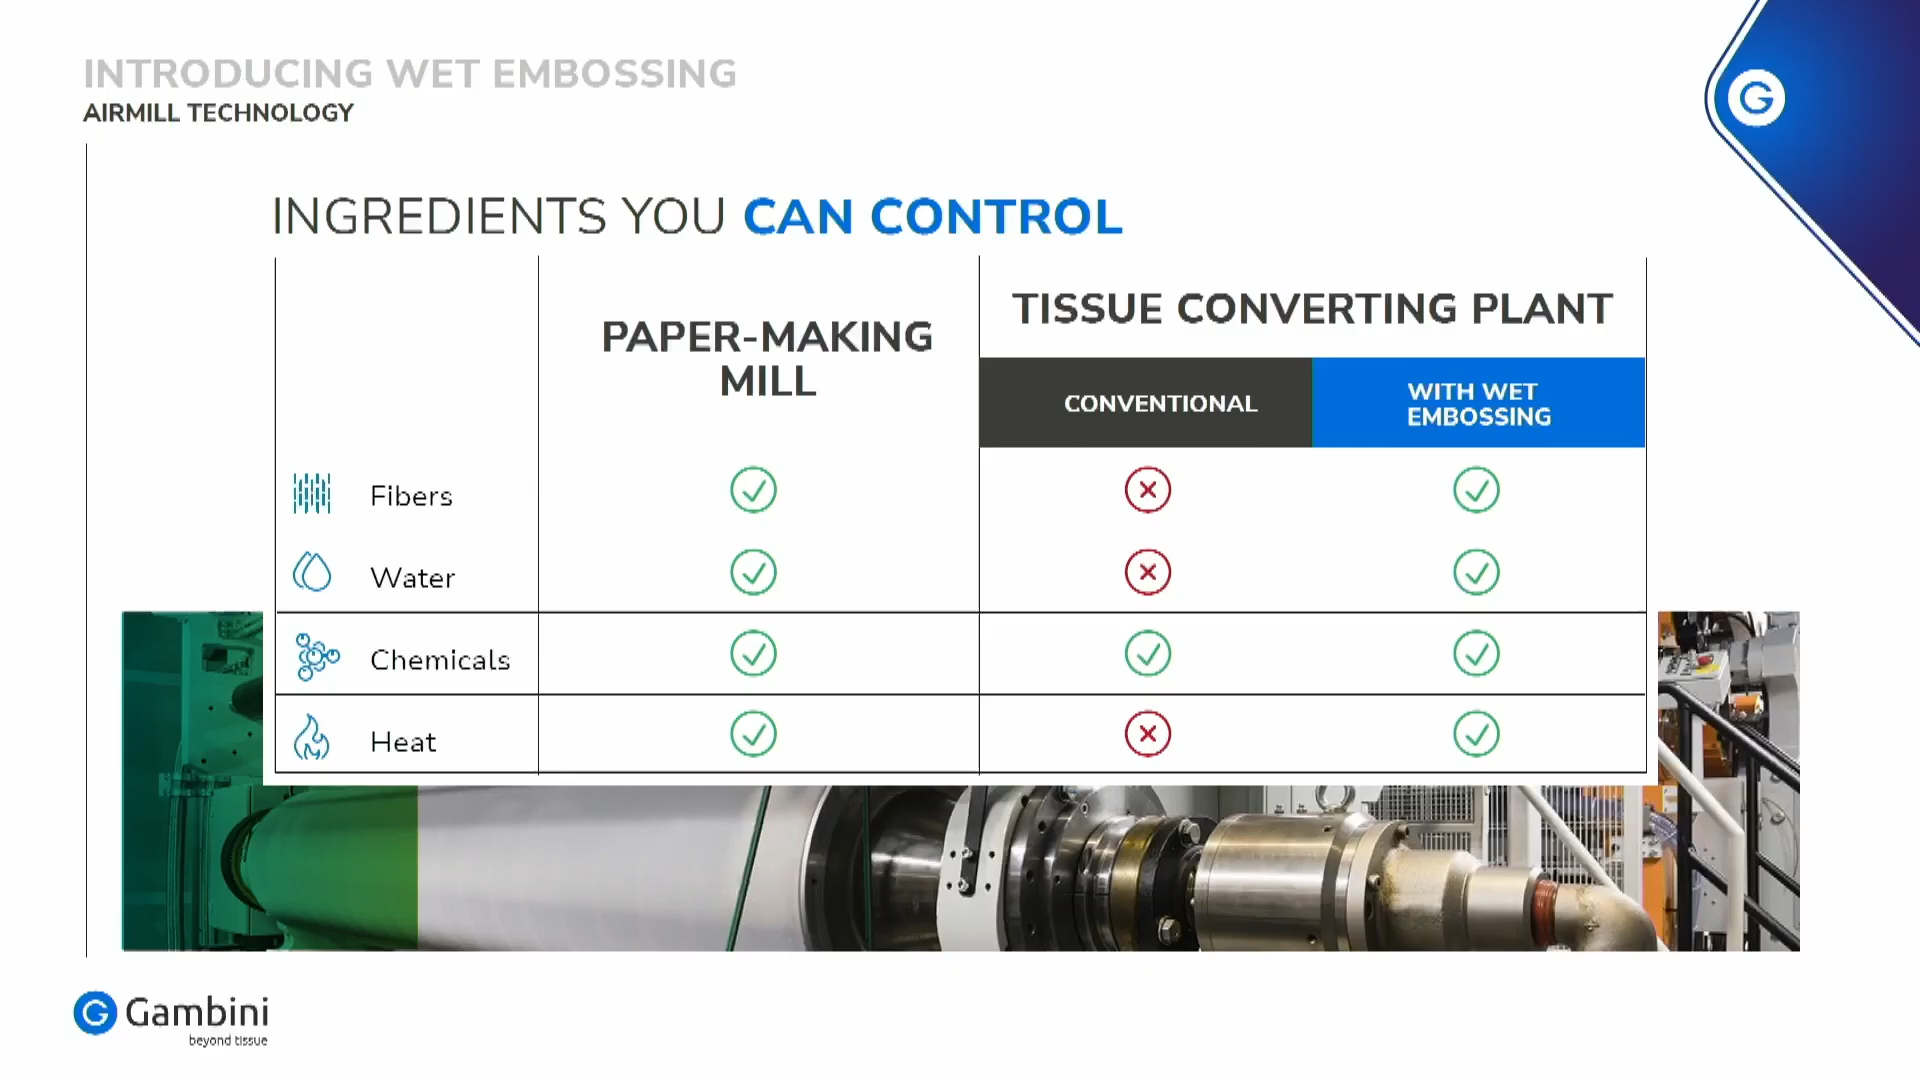 INTRODUCING WET EMBOSSING
AIRMILL TECHNOLOGY
INGREDIENTS YOU CAN CONTROL
PAPER-MAKING
MILL
TISSUE CONVERTING PLANT
CONVENTIONAL
WITH WET
EMBOSSING
Fibers
Water
Chemicals
Heat
G Gambini
beyond tissue